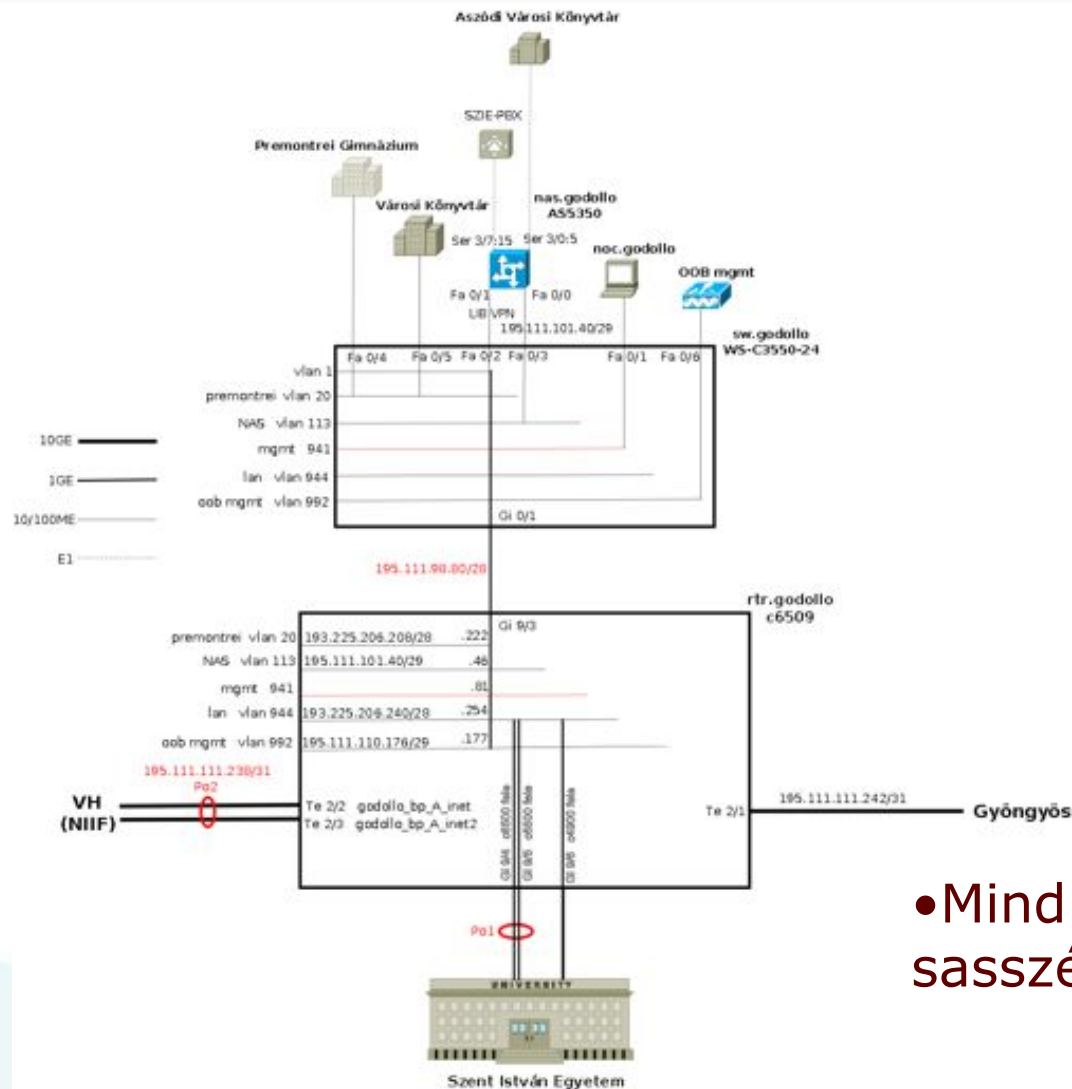 Aszódi Városi Könyvtár
SZIE-PBX
Premontrei Gimnázium
Városi Könyvtár
nas.godollo
AS5350
Ser 3/7:15 Ser 3/0:5
noc.godollo
OOB mgmt
Fa 0/1 Fa 0/0
LIB VPN
195.111.101.40/29
sw.godollo
WS-C3550-24
Fa 0/4 Fa 0/5 Fa 0/2 Fa 0/3 Fa 0/1 Fa 0/6
vlan 1
premontrei vlan 20
NAS vlan 113
mgmt 941
lan vlan 944
oob mgmt vlan 992
Gi 0/1
10GE
1GE
10/100ME
E1
195.111.98.80/28
rtr.godollo
c6509
Gi 9/3
premontrei vlan 20 193.225.206.208/28 .222
NAS vlan 113 195.111.101.40/29 .46
mgmt 941 .81
lan vlan 944 193.225.206.240/28 .254
oob mgmt vlan 992 195.111.110.176/29 .177
195.111.111.238/31
Po2
VH
(NIIF)
Te 2/2 godollo_bp_A_inet
Te 2/3 godollo_bp_A_inet2
Gi 9/4
fele
fele
fele
Te 2/1
195.111.111.242/31
Gyöngyös
Po1
•Mind
sasszé
UNIVERSITY
Szent István Egyetem